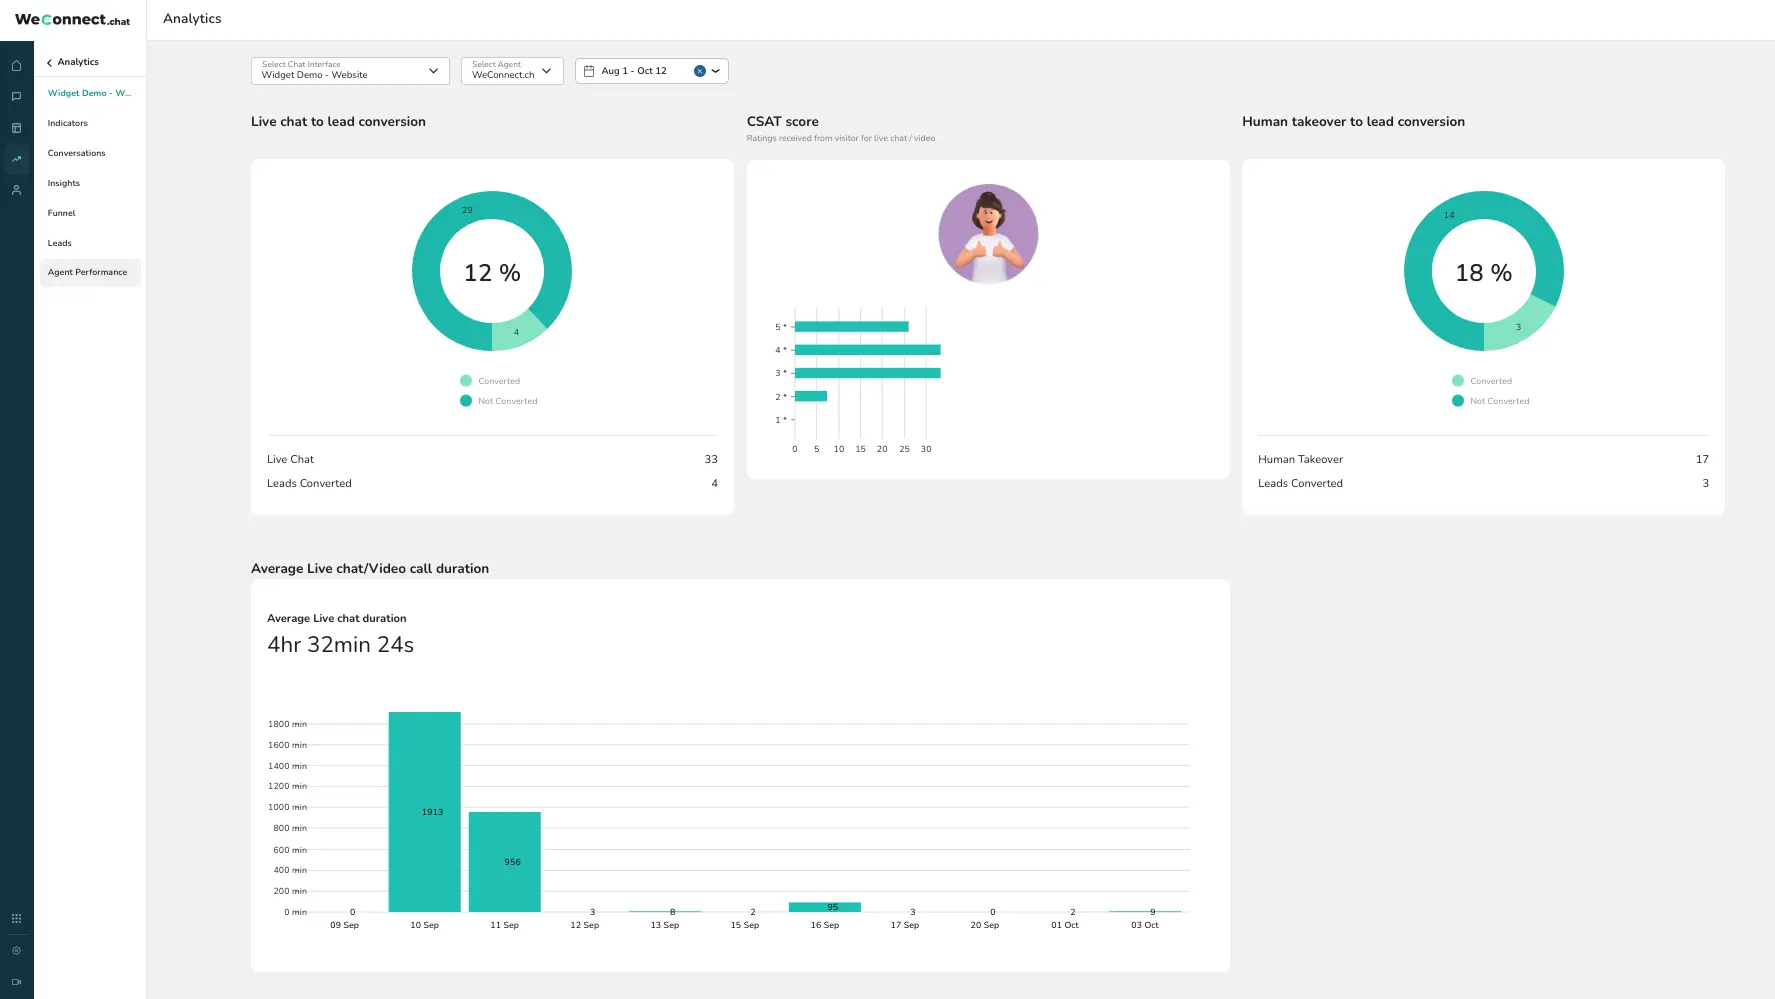 WeConnect.chat
Analytics
Analytics
Widget Demo - W...
Indicators
Conversations
Insights
Funnel
Leads
Agent Performance
Select Chat Interface
Widget Demo - Website
Select Agent
WeConnect.ch
Aug 1 - Oct 12
Live chat to lead conversion
29
12 %
4
Converted
Not Converted
Live Chat 33
Leads Converted 4
CSAT score
Ratings received from visitor for live chat / video
5 *
4 *
3 *
2 *
1 *
0 5 10 15 20 25 30
Human takeover to lead conversion
14
18 %
3
Converted
Not Converted
Human Takeover 17
Leads Converted 3
Average Live chat/Video call duration
Average Live chat duration
4hr 32min 24s
1800 min
1600 min
1400 min
1200 min
1000 min
800 min
600 min
400 min
200 min
0 min
0 1913 956 3 8 2 95 3 0 2 9
09 Sep 10 Sep 11 Sep 12 Sep 13 Sep 15 Sep 16 Sep 17 Sep 20 Sep 01 Oct 03 Oct